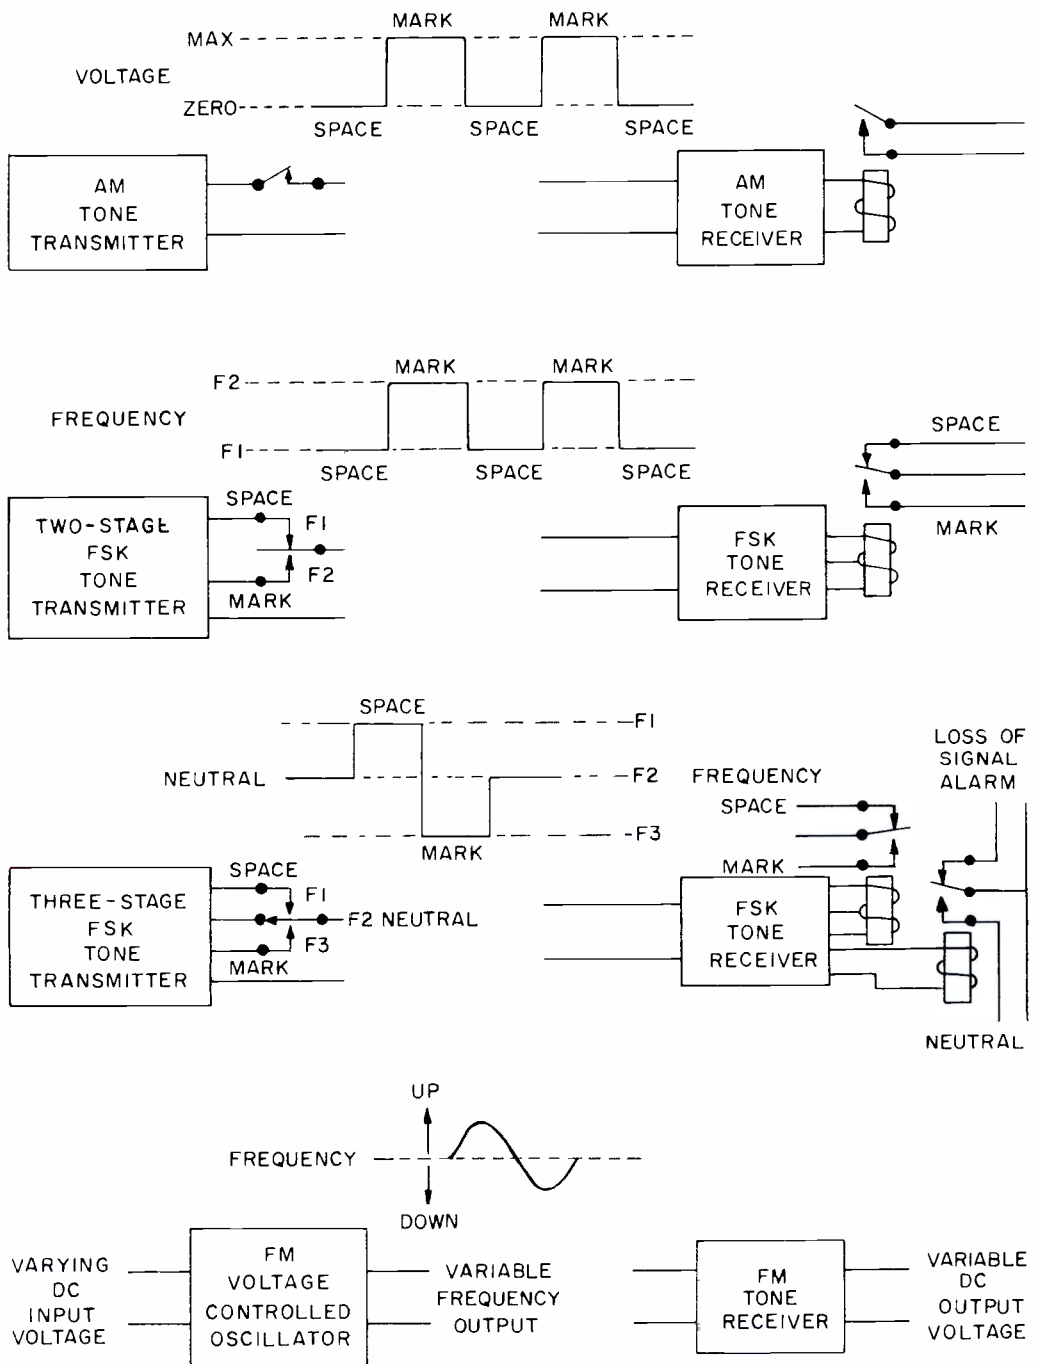 MARK MARK
MAX
VOLTAGE
ZERO
SPACE SPACE SPACE
AM
TONE
TRANSMITTER
AM
TONE
RECEIVER
MARK MARK
F2
FREQUENCY
F1
SPACE SPACE SPACE
SPACE
MARK
TWO-STAGE
FSK
TONE
TRANSMITTER
SPACE
F1
F2
MARK
FSK
TONE
RECEIVER
SPACE
F1
NEUTRAL
F2
F3
MARK
FREQUENCY
SPACE
MARK
LOSS OF
SIGNAL
ALARM
THREE-STAGE
FSK
TONE
TRANSMITTER
SPACE
F1
F2 NEUTRAL
F3
MARK
FSK
TONE
RECEIVER
NEUTRAL
UP
FREQUENCY
DOWN
VARYING
DC
INPUT
VOLTAGE
FM
VOLTAGE
CONTROLLED
OSCILLATOR
VARIABLE
FREQUENCY
OUTPUT
FM
TONE
RECEIVER
VARIABLE
DC
OUTPUT
VOLTAGE